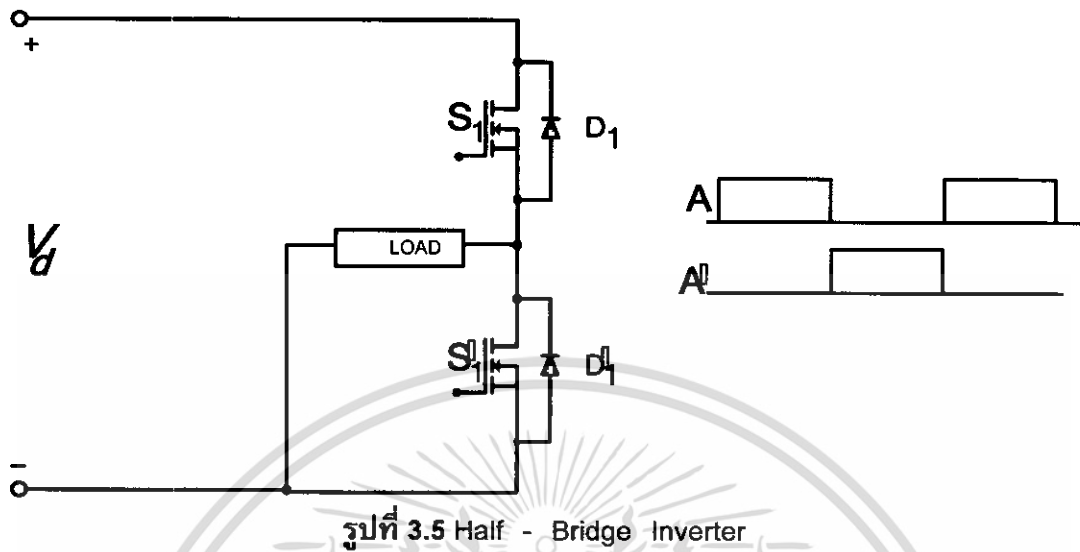 +
S1
D1
Vd
LOAD
A
A▯
S▯1
D▯1
−
รูปที่ 3.5 Half - Bridge Inverter